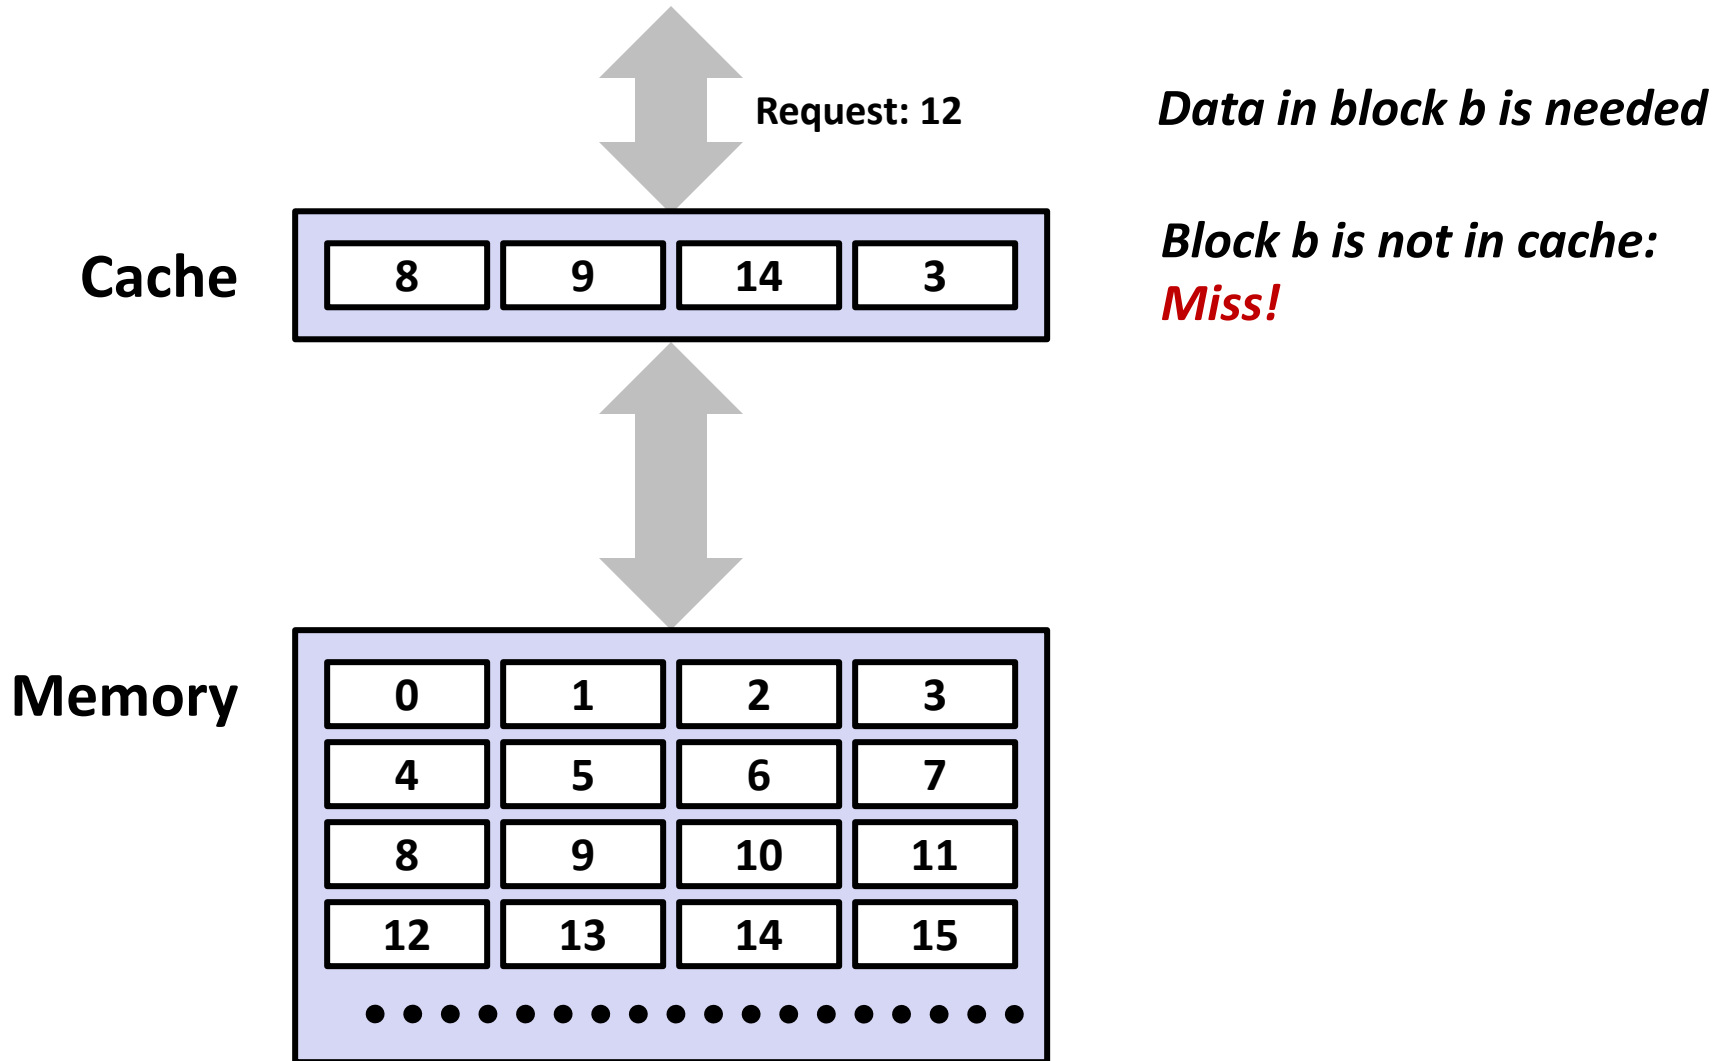 Request: 12
Data in block b is needed
Cache
8 9 14 3
Block b is not in cache:
Miss!
Memory
0 1 2 3
4 5 6 7
8 9 10 11
12 13 14 15